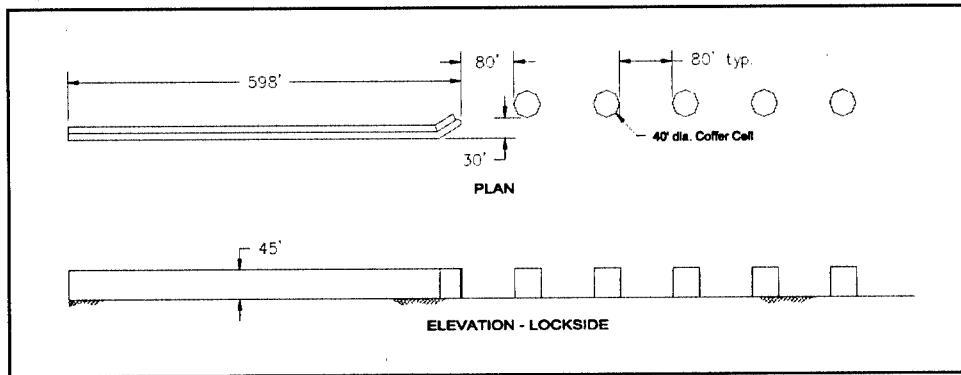 598'
80'
80' typ.
30'
40' dia. Coffer Cell
PLAN
45'
ELEVATION - LOCKSIDE